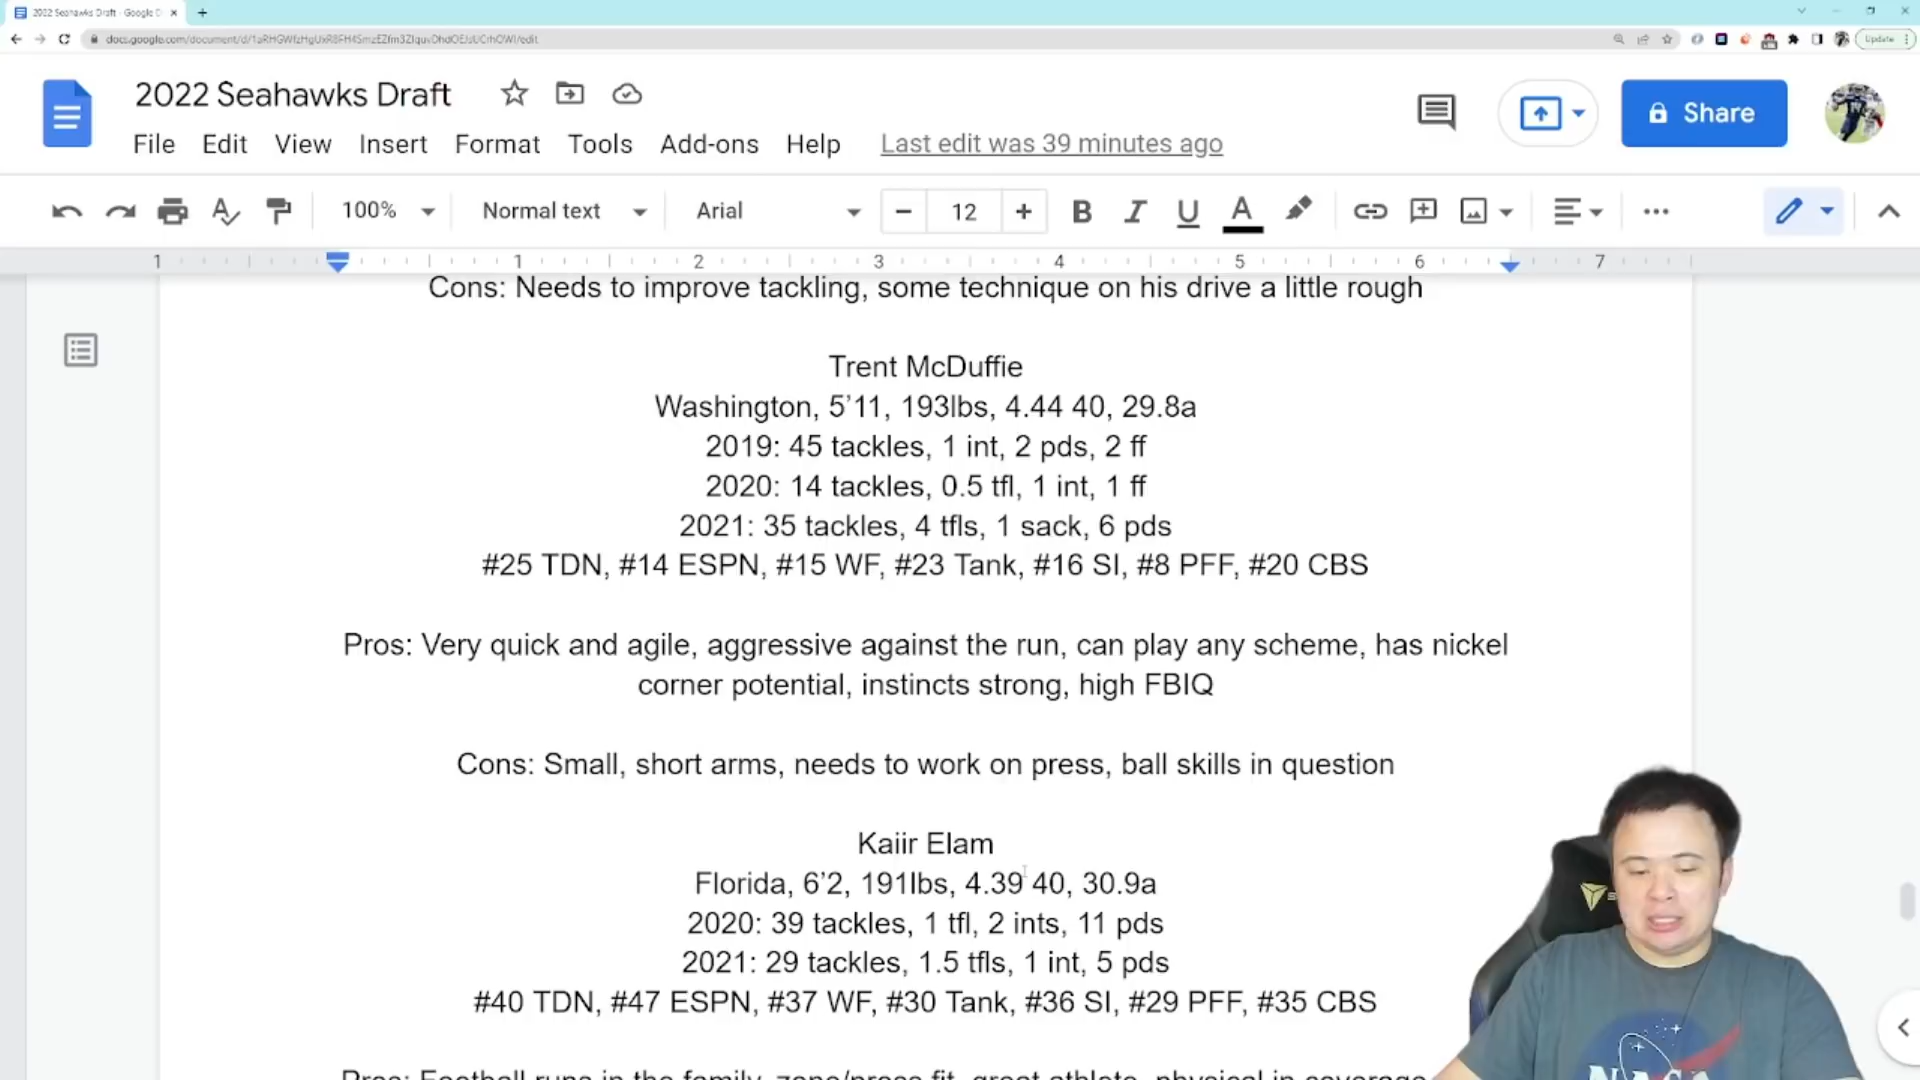 2022 Seahawks Draft - Google D
docs.google.com/document/d/
Update
2022 Seahawks Draft
File Edit View Insert Format Tools Add-ons Help Last edit was 39 minutes ago
Share
100% Normal text Arial 12 B I U A
1 1 2 3 4 5 6 7
Cons: Needs to improve tackling, some technique on his drive a little rough
Trent McDuffie
Washington, 5’11, 193lbs, 4.44 40, 29.8a
2019: 45 tackles, 1 int, 2 pds, 2 ff
2020: 14 tackles, 0.5 tfl, 1 int, 1 ff
2021: 35 tackles, 4 tfls, 1 sack, 6 pds
#25 TDN, #14 ESPN, #15 WF, #23 Tank, #16 SI, #8 PFF, #20 CBS
Pros: Very quick and agile, aggressive against the run, can play any scheme, has nickel
corner potential, instincts strong, high FBIQ
Cons: Small, short arms, needs to work on press, ball skills in question
Kaiir Elam
Florida, 6’2, 191lbs, 4.39 40, 30.9a
2020: 39 tackles, 1 tfl, 2 ints, 11 pds
2021: 29 tackles, 1.5 tfls, 1 int, 5 pds
#40 TDN, #47 ESPN, #37 WF, #30 Tank, #36 SI, #29 PFF, #35 CBS
Pros: Football runs in the family, zone/press fit, great athlete, physical in coverage
NASA